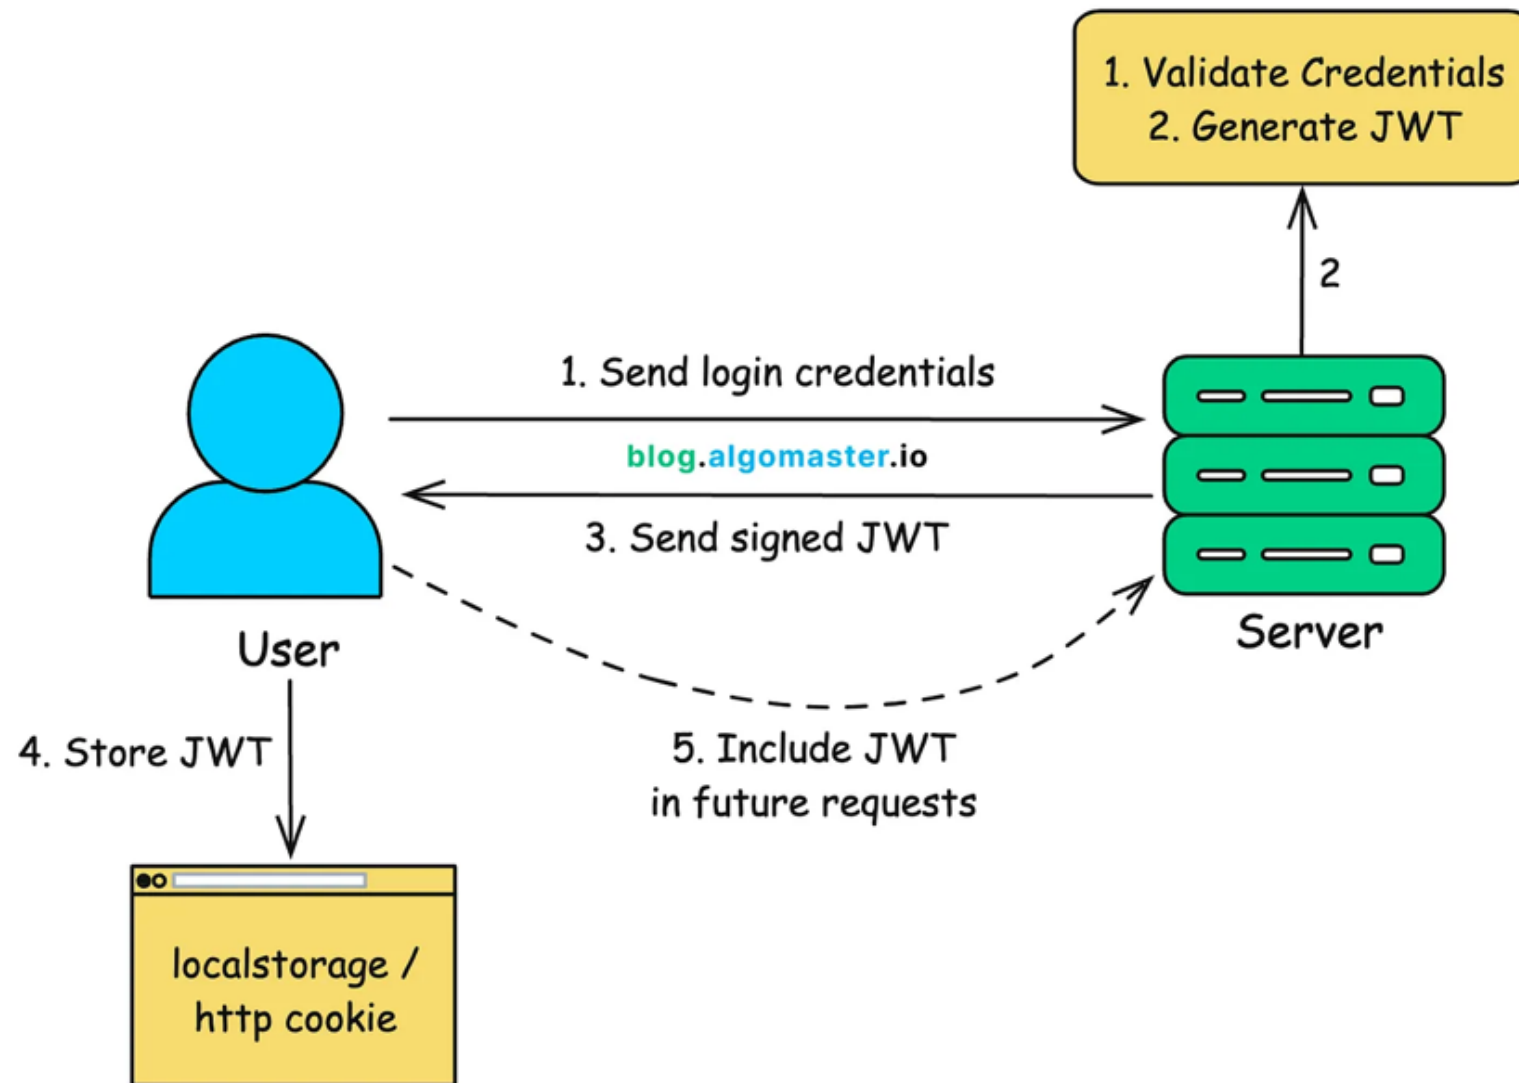 1. Validate Credentials
2. Generate JWT
2
1. Send login credentials
blog.algomaster.io
3. Send signed JWT
User
Server
4. Store JWT
5. Include JWT
in future requests
localstorage /
http cookie